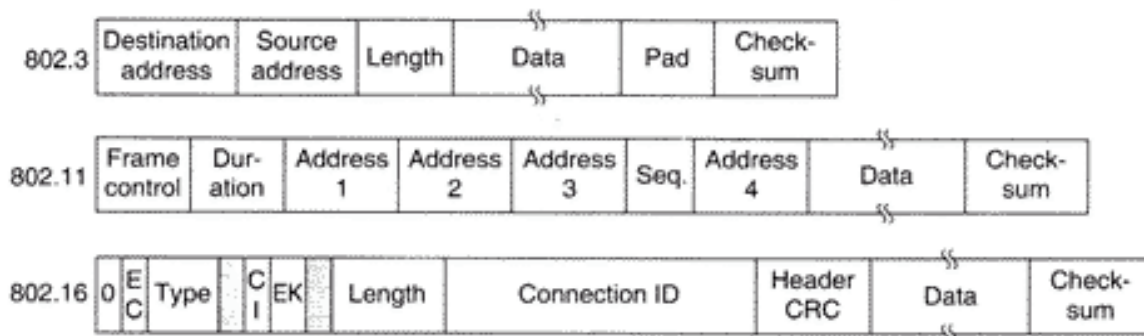 802.3 Destination address Source address Length Data Pad Check-sum
802.11 Frame control Dur-ation Address 1 Address 2 Address 3 Seq. Address 4 Data Check-sum
802.16 0 EC Type CI EK Length Connection ID Header CRC Data Check-sum